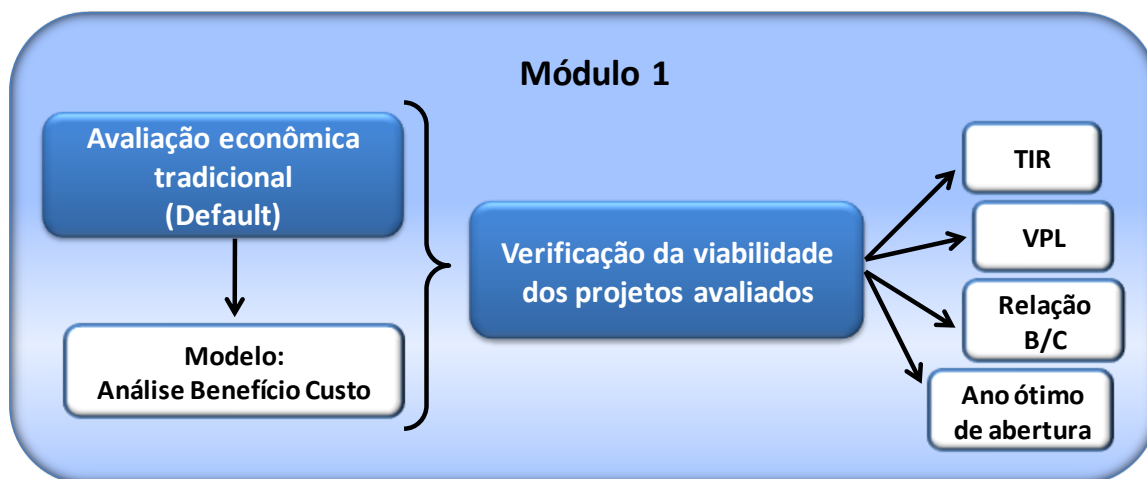 Módulo 1
Avaliação econômica
tradicional
(Default)
Modelo:
Análise Benefício Custo
Verificação da viabilidade
dos projetos avaliados
TIR
VPL
Relação
B/C
Ano ótimo
de abertura